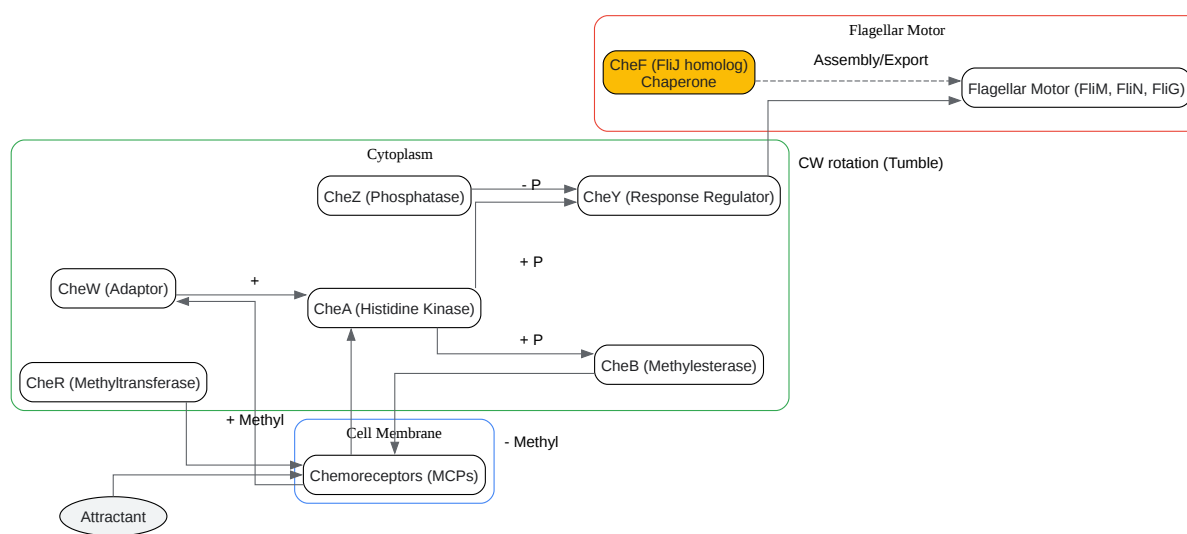 Flagellar Motor
CheF (FliJ homolog)
Chaperone
Assembly/Export
Flagellar Motor (FliM, FliN, FliG)
Cytoplasm
CW rotation (Tumble)
CheZ (Phosphatase)
- P
CheY (Response Regulator)
+ P
CheW (Adaptor)
+
CheA (Histidine Kinase)
+ P
CheB (Methylesterase)
CheR (Methyltransferase)
+ Methyl
Cell Membrane
- Methyl
Chemoreceptors (MCPs)
Attractant